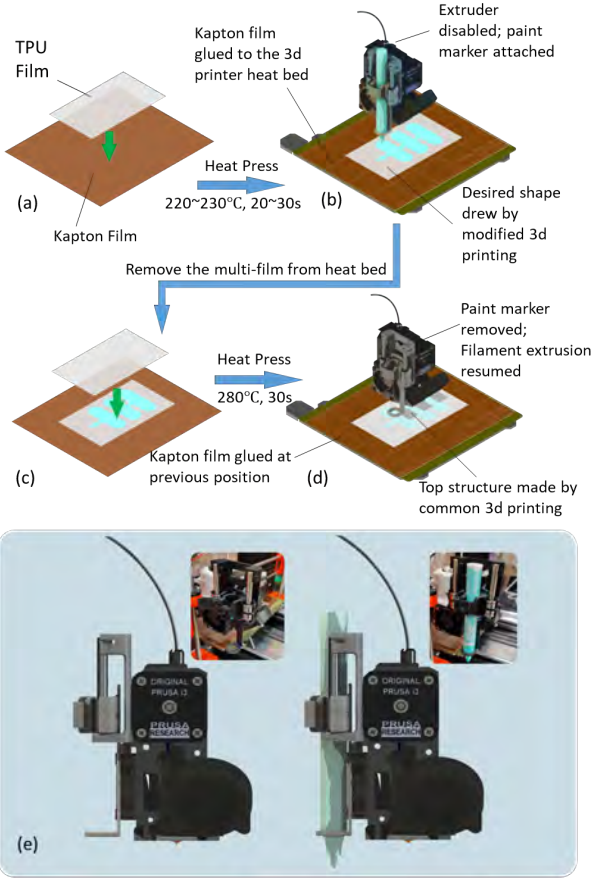 TPU
Film
Kapton film
glued to the 3d
printer heat bed
Extruder
disabled; paint
marker attached
Heat Press
220~230℃, 20~30s
(a)
(b)
Kapton Film
Desired shape
drew by
modified 3d
printing
Remove the multi-film from heat bed
Paint marker
removed;
Filament extrusion
resumed
Heat Press
280℃, 30s
(c)
Kapton film glued at
previous position
(d)
Top structure made by
common 3d printing
ORIGINAL
PRUSA i3
PRUSA
RESEARCH
ORIGINAL
PRUSA i3
PRUSA
RESEARCH
(e)